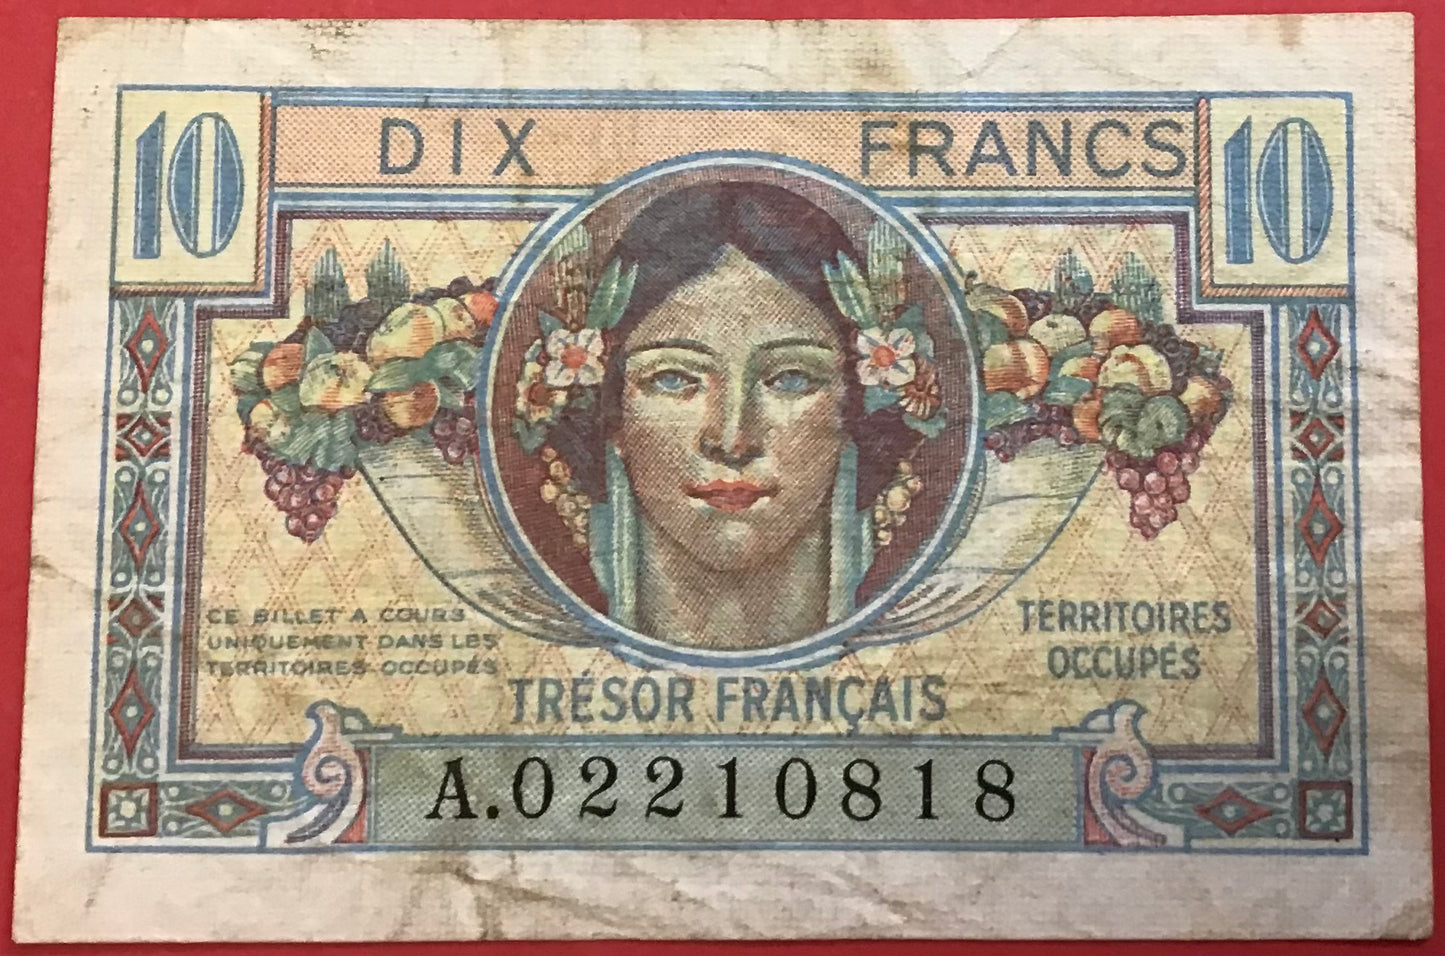 10 DIX FRANCS 10
CE BILLET A COURS
UNIQUEMENT DANS LES
TERRITOIRES OCCUPÉS
TERRITOIRES
OCCUPÉS
TRÉSOR FRANÇAIS
A.02210818